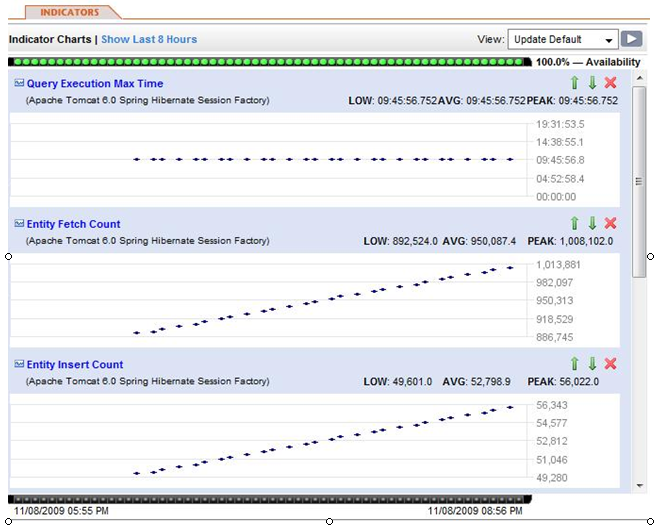 INDICATORS
Indicator Charts | Show Last 8 Hours View: Update Default
100.0% — Availability
Query Execution Max Time
(Apache Tomcat 6.0 Spring Hibernate Session Factory) LOW: 09:45:56.752 AVG: 09:45:56.752 PEAK: 09:45:56.752
19:31:53.5
14:38:55.1
09:45:56.8
04:52:58.4
00:00:00
Entity Fetch Count
(Apache Tomcat 6.0 Spring Hibernate Session Factory) LOW: 892,524.0 AVG: 950,087.4 PEAK: 1,008,102.0
1,013,881
982,097
950,313
918,529
886,745
Entity Insert Count
(Apache Tomcat 6.0 Spring Hibernate Session Factory) LOW: 49,601.0 AVG: 52,798.9 PEAK: 56,022.0
56,343
54,577
52,812
51,046
49,280
11/08/2009 05:55 PM 11/08/2009 08:56 PM